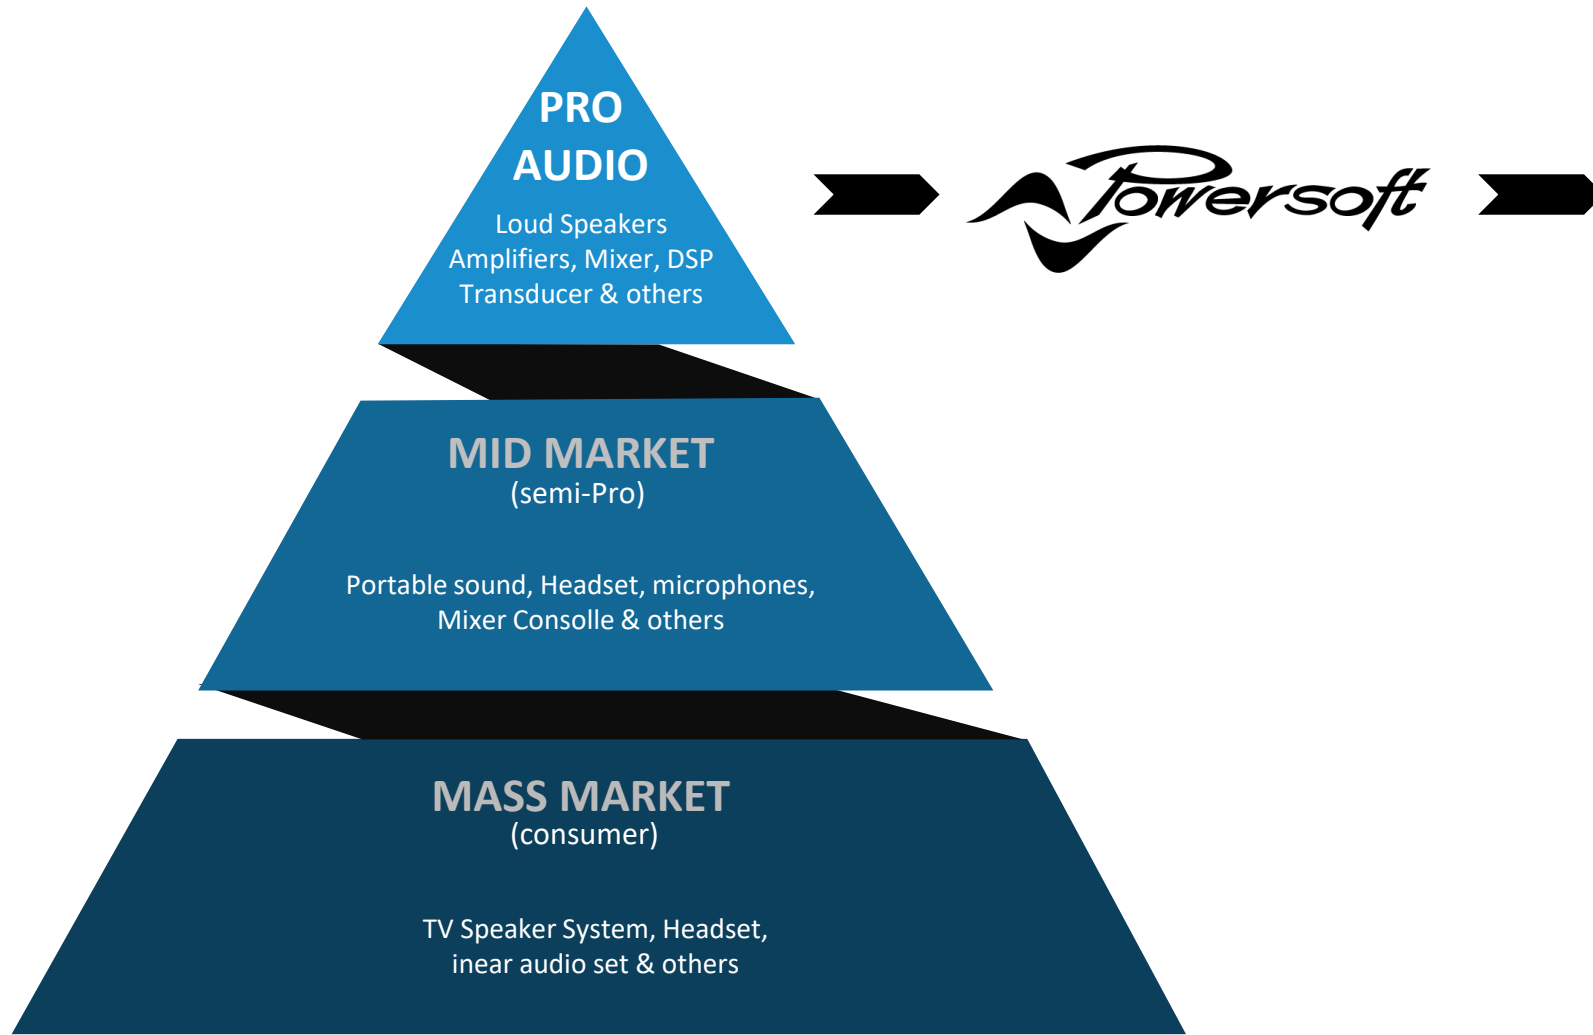 PRO
AUDIO
Loud Speakers
Amplifiers, Mixer, DSP
Transducer & others
Powersoft
MID MARKET
(semi-Pro)
Portable sound, Headset, microphones,
Mixer Consolle & others
MASS MARKET
(consumer)
TV Speaker System, Headset,
inear audio set & others